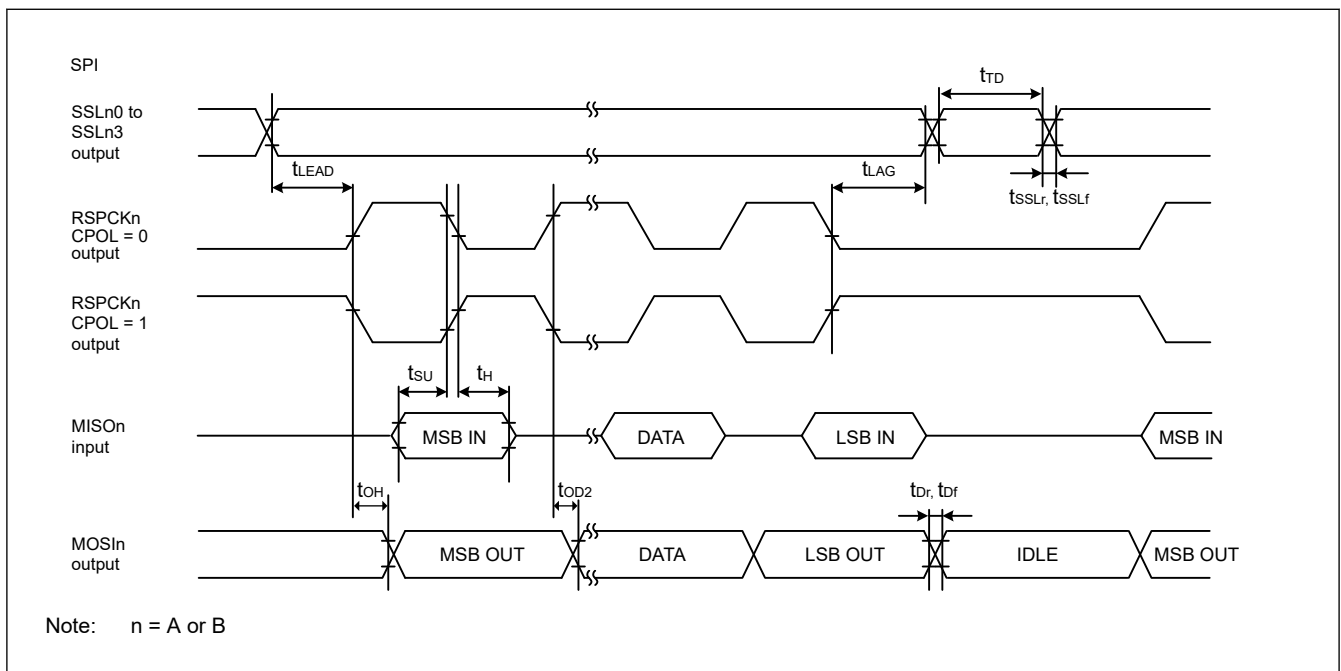 SPI
tTD
SSLn0 to
SSLn3
output
tLEAD
tLAG
tSSLr, tSSLf
RSPCKn
CPOL = 0
output
RSPCKn
CPOL = 1
output
tSU
tH
MISOn
input
MSB IN
DATA
LSB IN
MSB IN
tOH
tOD2
tDr, tDf
MOSIn
output
MSB OUT
DATA
LSB OUT
IDLE
MSB OUT
Note: n = A or B